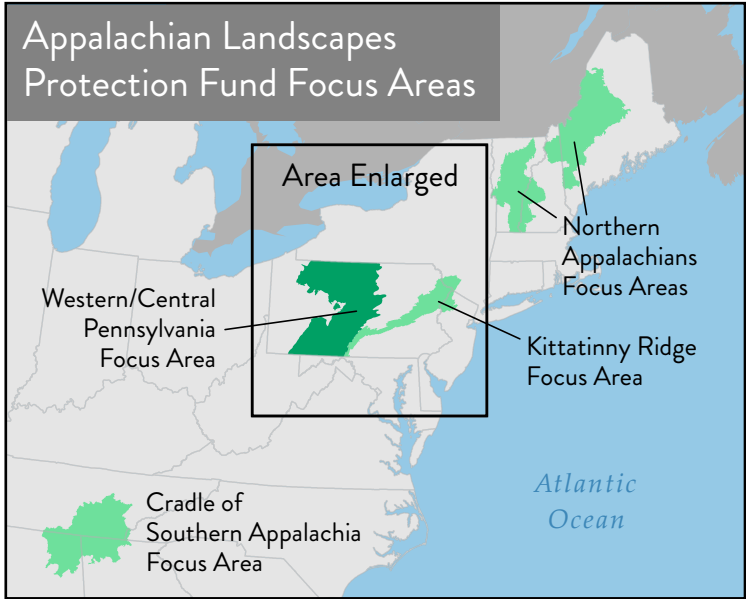 Appalachian Landscapes
Protection Fund Focus Areas
Area Enlarged
Northern
Appalachians
Focus Areas
Western/Central
Pennsylvania
Focus Area
Kittatinny Ridge
Focus Area
Atlantic
Ocean
Cradle of
Southern Appalachia
Focus Area